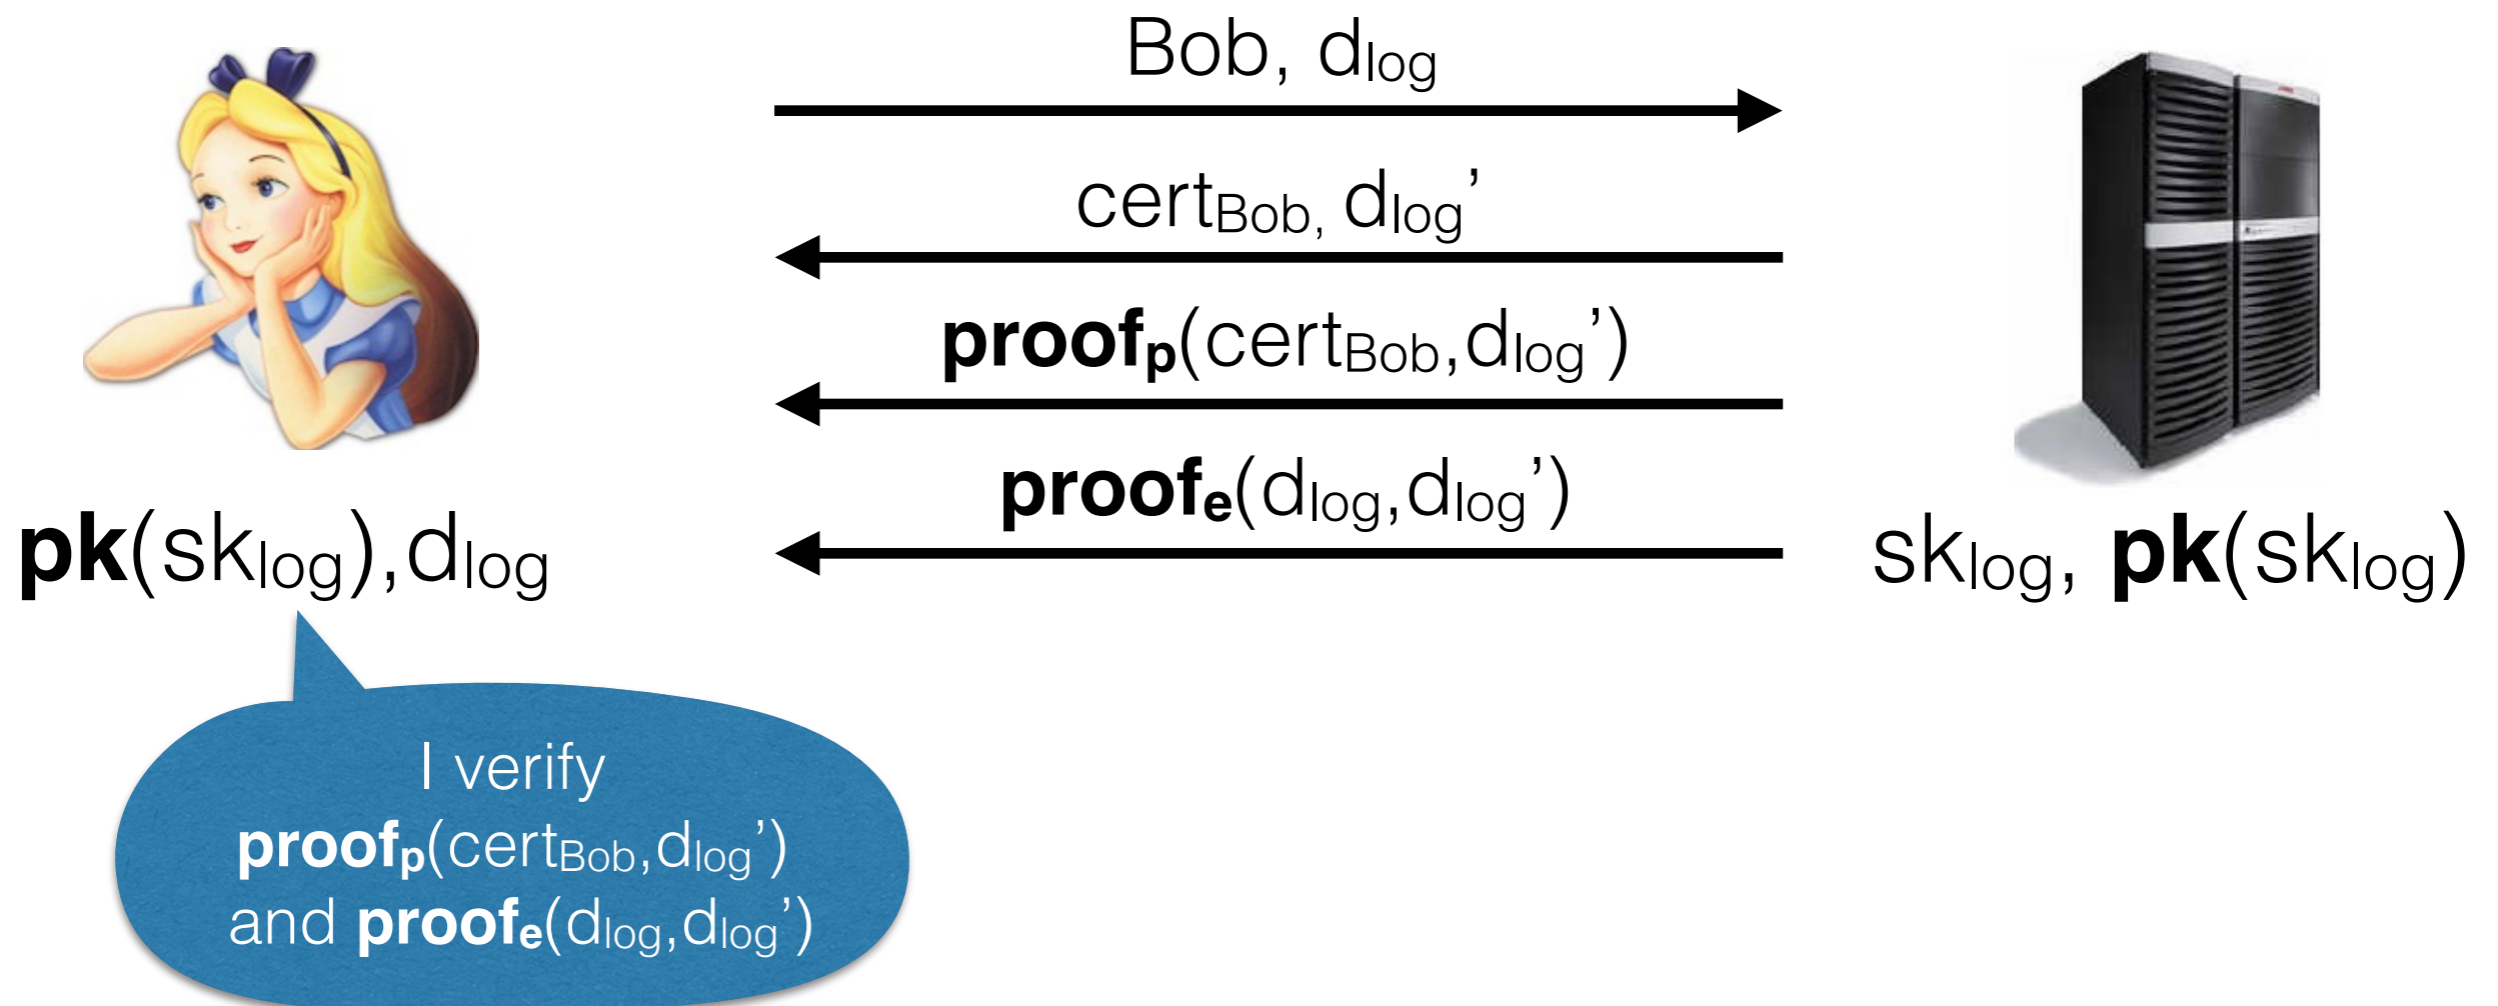 Bob, dlog
certBob, dlog’
proofp(certBob,dlog’)
proofe(dlog,dlog’)
pk(sklog),dlog
sklog, pk(sklog)
I verify
proofp(certBob,dlog’)
and proofe(dlog,dlog’)